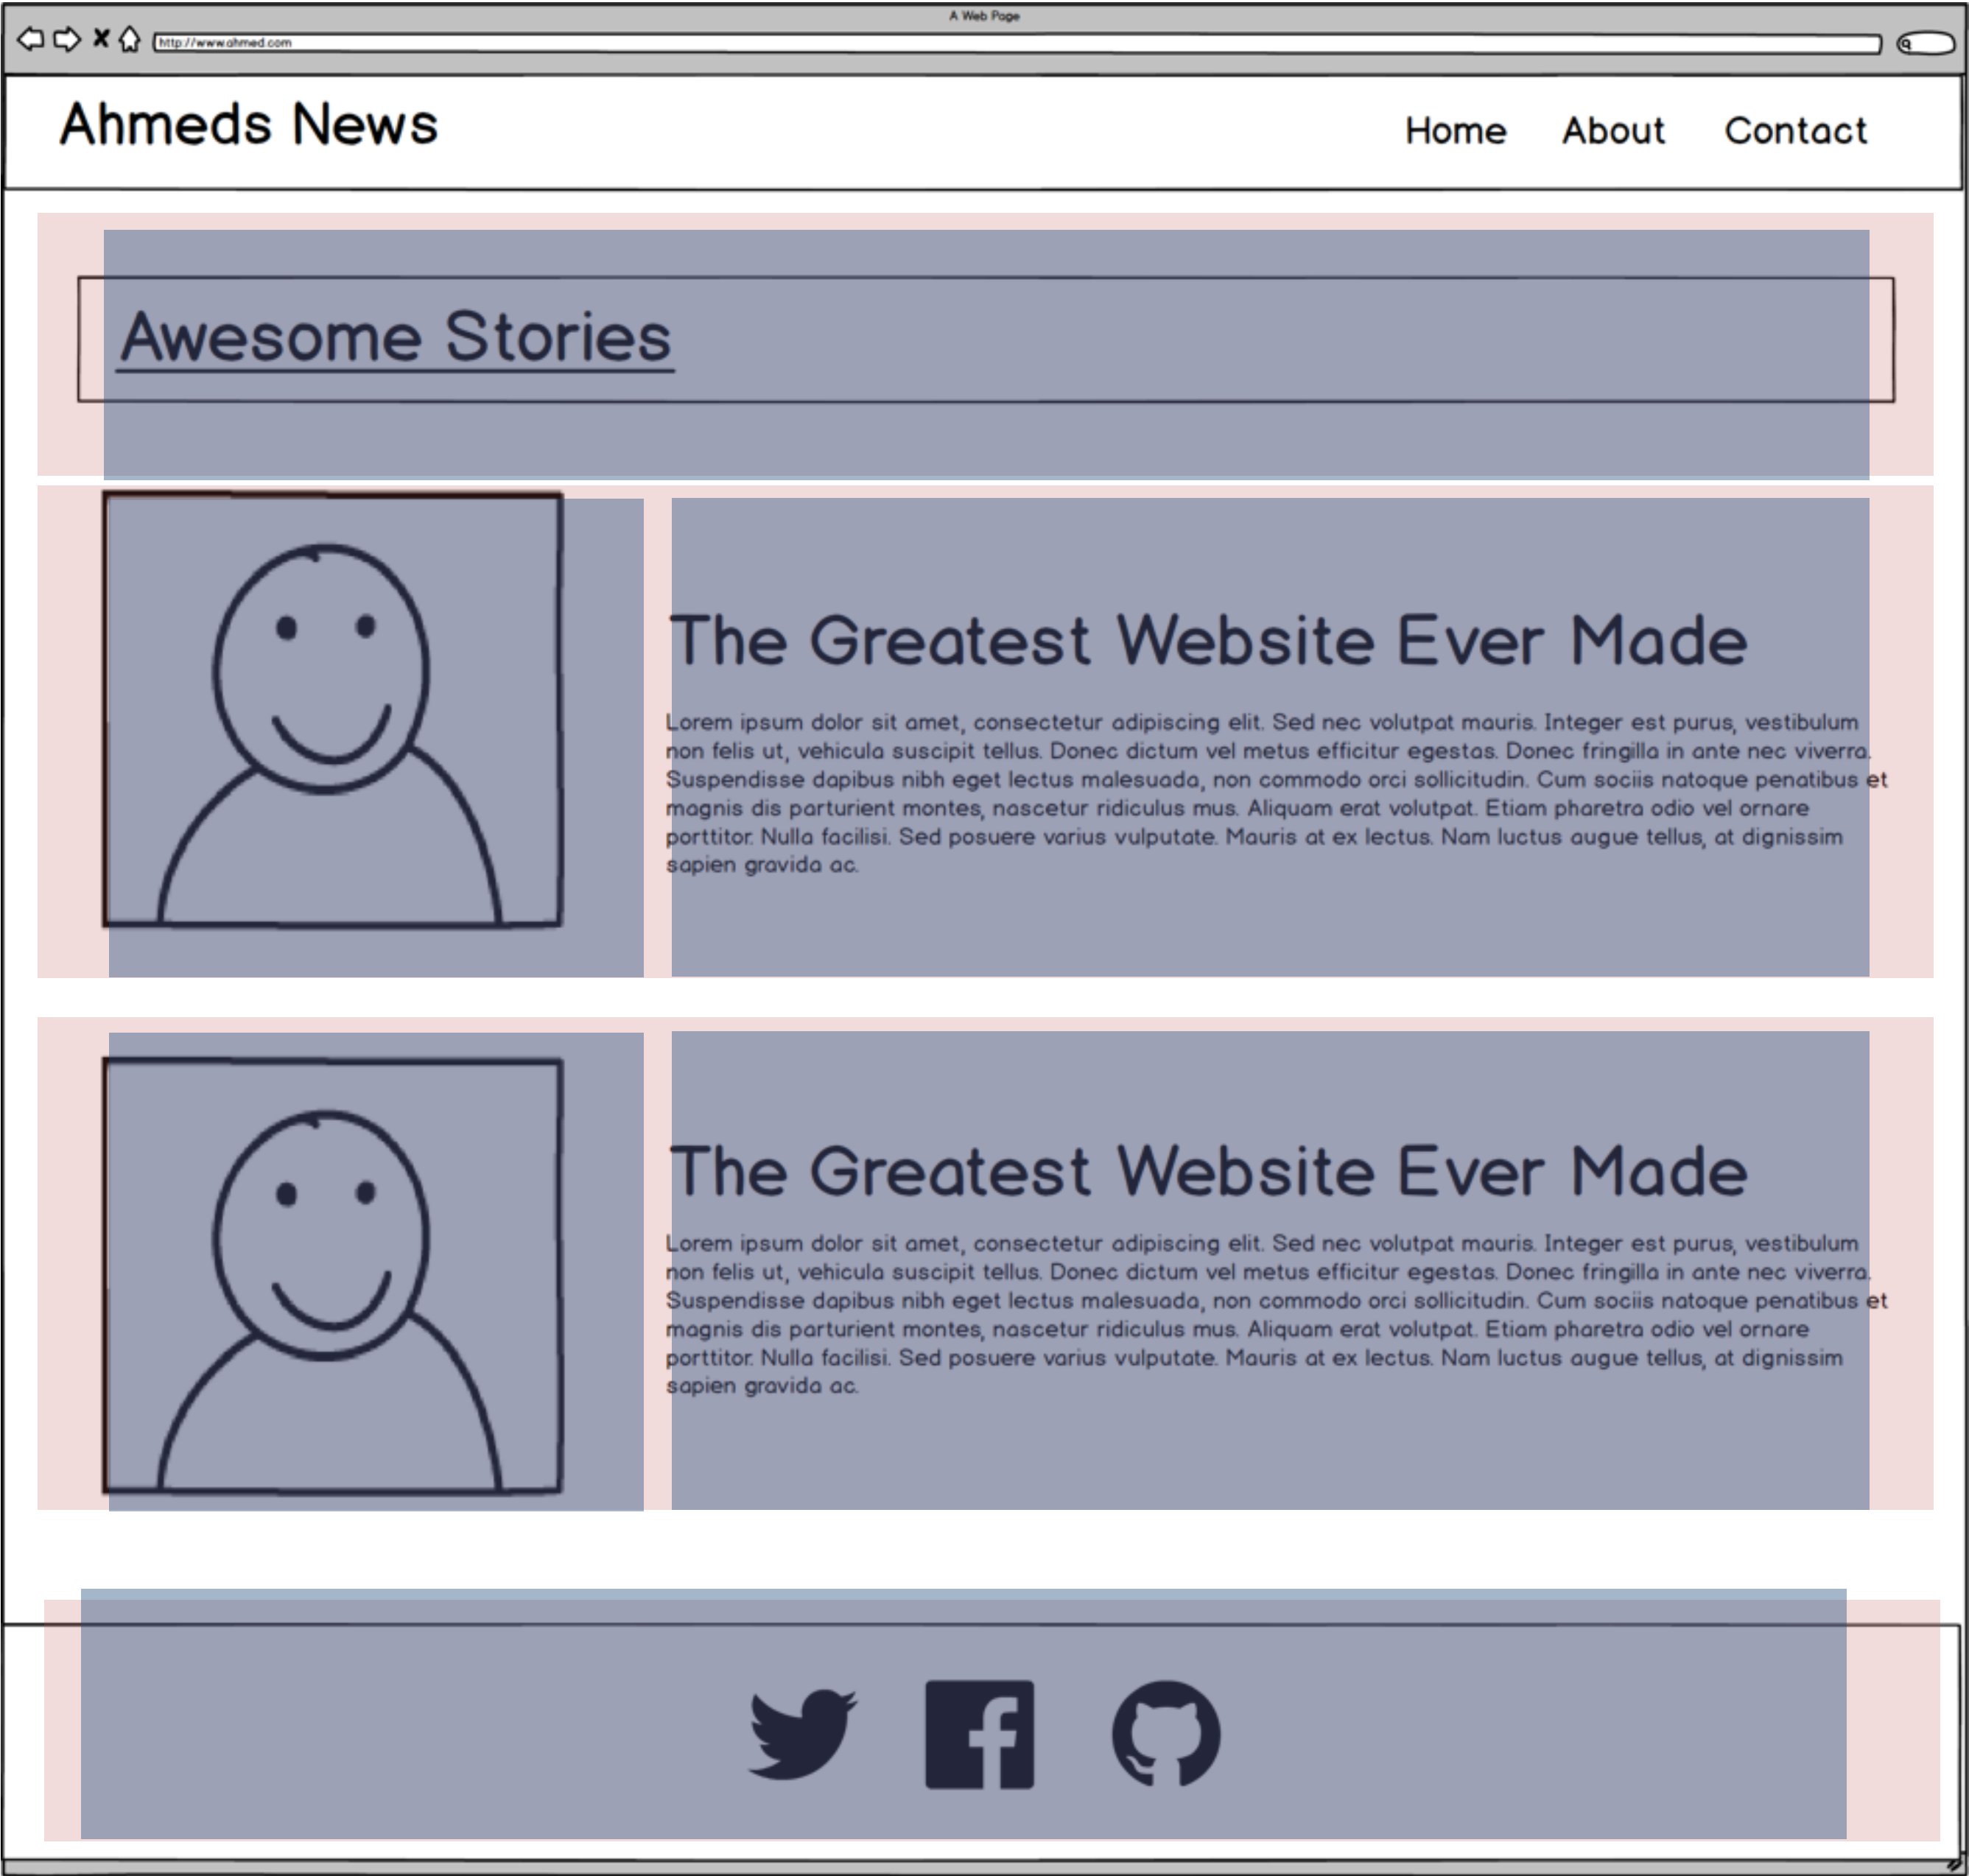 A Web Page
http://www.ahmed.com
Ahmeds News
Home About Contact
Awesome Stories
The Greatest Website Ever Made
Lorem ipsum dolor sit amet, consectetur adipiscing elit. Sed nec volutpat mauris. Integer est purus, vestibulum
non felis ut, vehicula suscipit tellus. Donec dictum vel metus efficitur egestas. Donec fringilla in ante nec viverra.
Suspendisse dapibus nibh eget lectus malesuada, non commodo orci sollicitudin. Cum sociis natoque penatibus et
magnis dis parturient montes, nascetur ridiculus mus. Aliquam erat volutpat. Etiam pharetra odio vel ornare
porttitor. Nulla facilisi. Sed posuere varius vulputate. Mauris at ex lectus. Nam luctus augue tellus, at dignissim
sapien gravida ac.
The Greatest Website Ever Made
Lorem ipsum dolor sit amet, consectetur adipiscing elit. Sed nec volutpat mauris. Integer est purus, vestibulum
non felis ut, vehicula suscipit tellus. Donec dictum vel metus efficitur egestas. Donec fringilla in ante nec viverra.
Suspendisse dapibus nibh eget lectus malesuada, non commodo orci sollicitudin. Cum sociis natoque penatibus et
magnis dis parturient montes, nascetur ridiculus mus. Aliquam erat volutpat. Etiam pharetra odio vel ornare
porttitor. Nulla facilisi. Sed posuere varius vulputate. Mauris at ex lectus. Nam luctus augue tellus, at dignissim
sapien gravida ac.